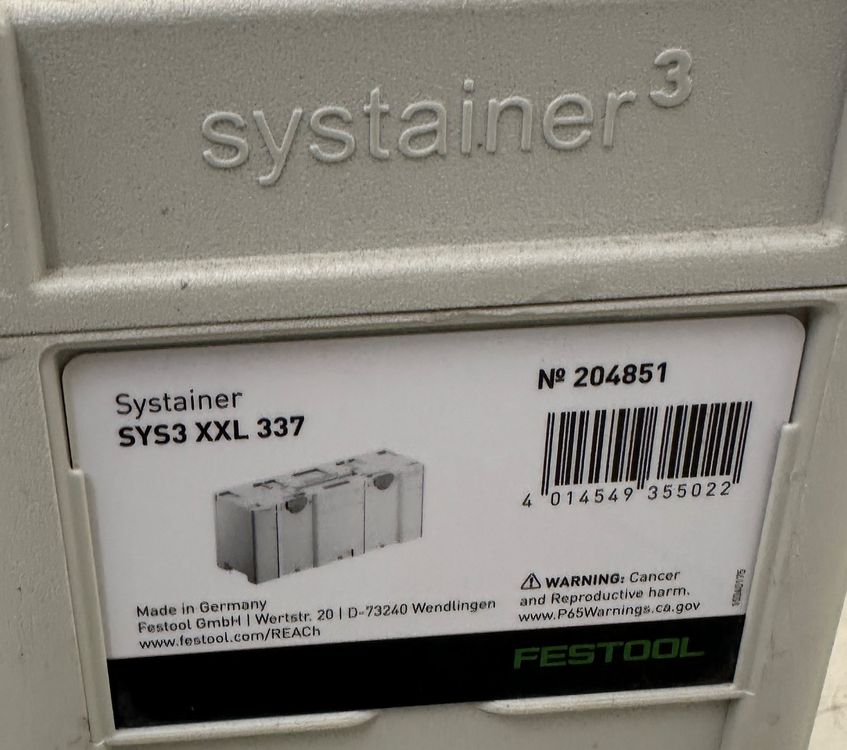 systainer³
Systainer
SYS3 XXL 337
№ 204851
4 014549 355022
Made in Germany
Festool GmbH | Wertstr. 20 | D-73240 Wendlingen
www.festool.com/REACh
⚠ WARNING: Cancer
and Reproductive harm.
www.P65Warnings.ca.gov
FESTOOL